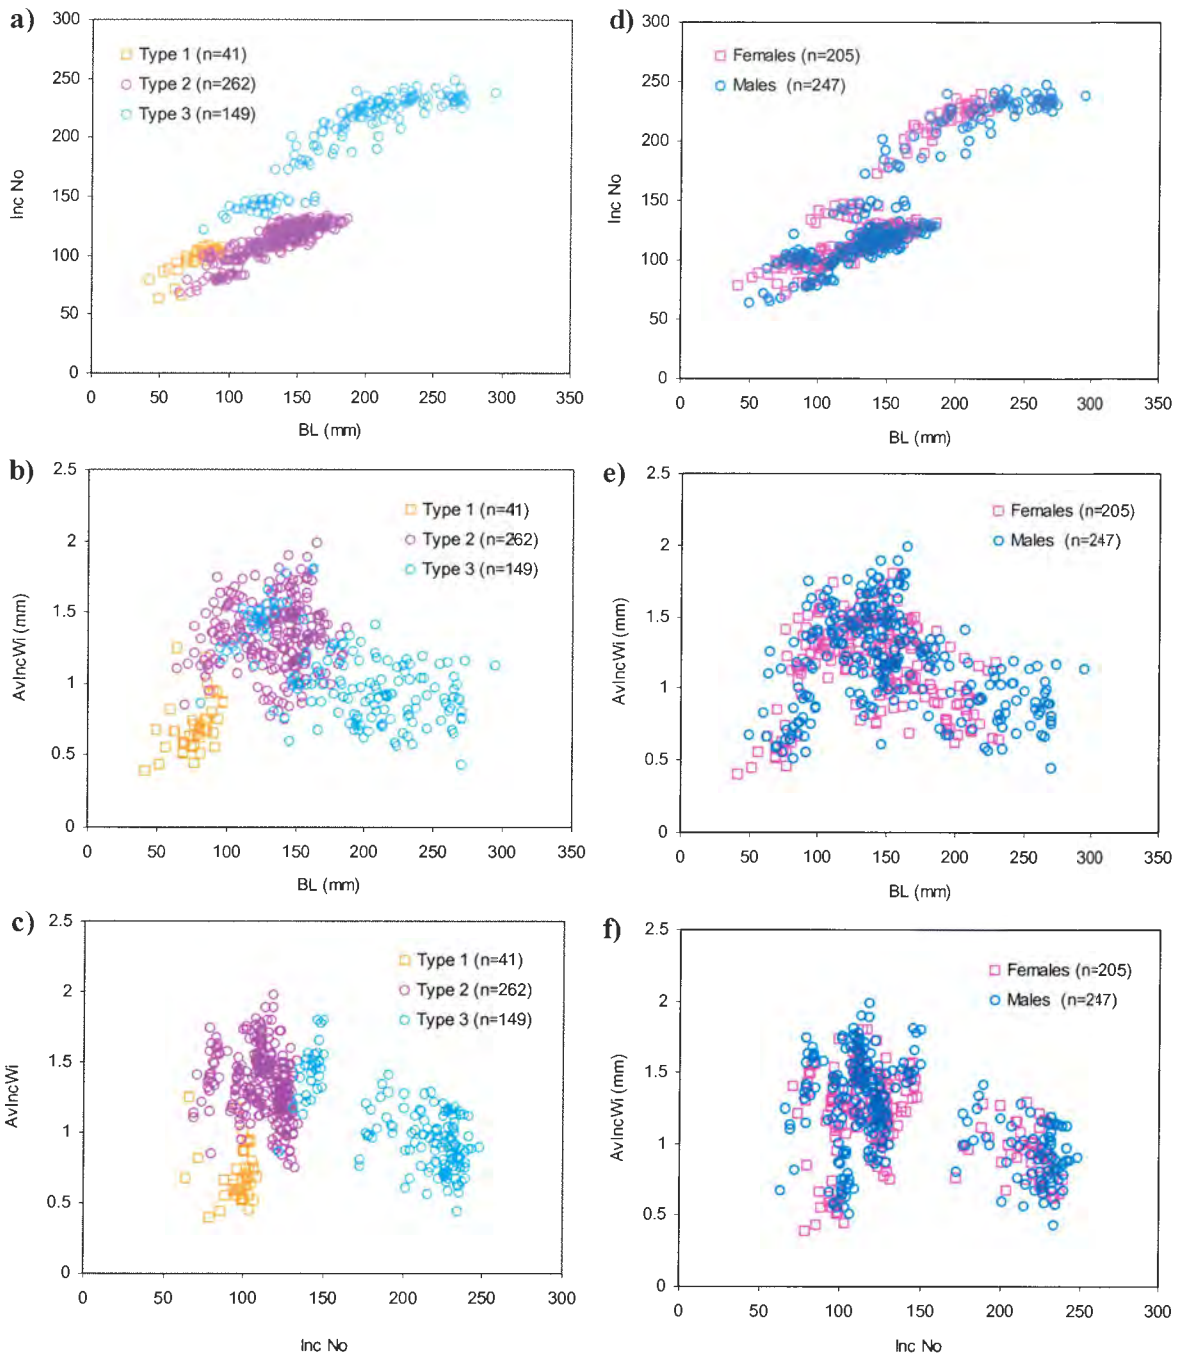 a)
300
250
200
150
100
50
0
Inc No
Type 1 (n=41)
Type 2 (n=262)
Type 3 (n=149)
0 50 100 150 200 250 300 350
BL (mm)
d)
300
250
200
150
100
50
0
Inc No
Females (n=205)
Males (n=247)
0 50 100 150 200 250 300 350
BL (mm)
b)
2.5
2
1.5
1
0.5
0
AvIncWi (mm)
Type 1 (n=41)
Type 2 (n=262)
Type 3 (n=149)
0 50 100 150 200 250 300 350
BL (mm)
e)
2.5
2
1.5
1
0.5
0
AvIncWi (mm)
Females (n=205)
Males (n=247)
0 50 100 150 200 250 300 350
BL (mm)
c)
2.5
2
1.5
1
0.5
0
AvIncWi
Type 1 (n=41)
Type 2 (n=262)
Type 3 (n=149)
0 50 100 150 200 250 300
Inc No
f)
2.5
2
1.5
1
0.5
0
AvIncWi (mm)
Females (n=205)
Males (n=247)
0 50 100 150 200 250 300
Inc No